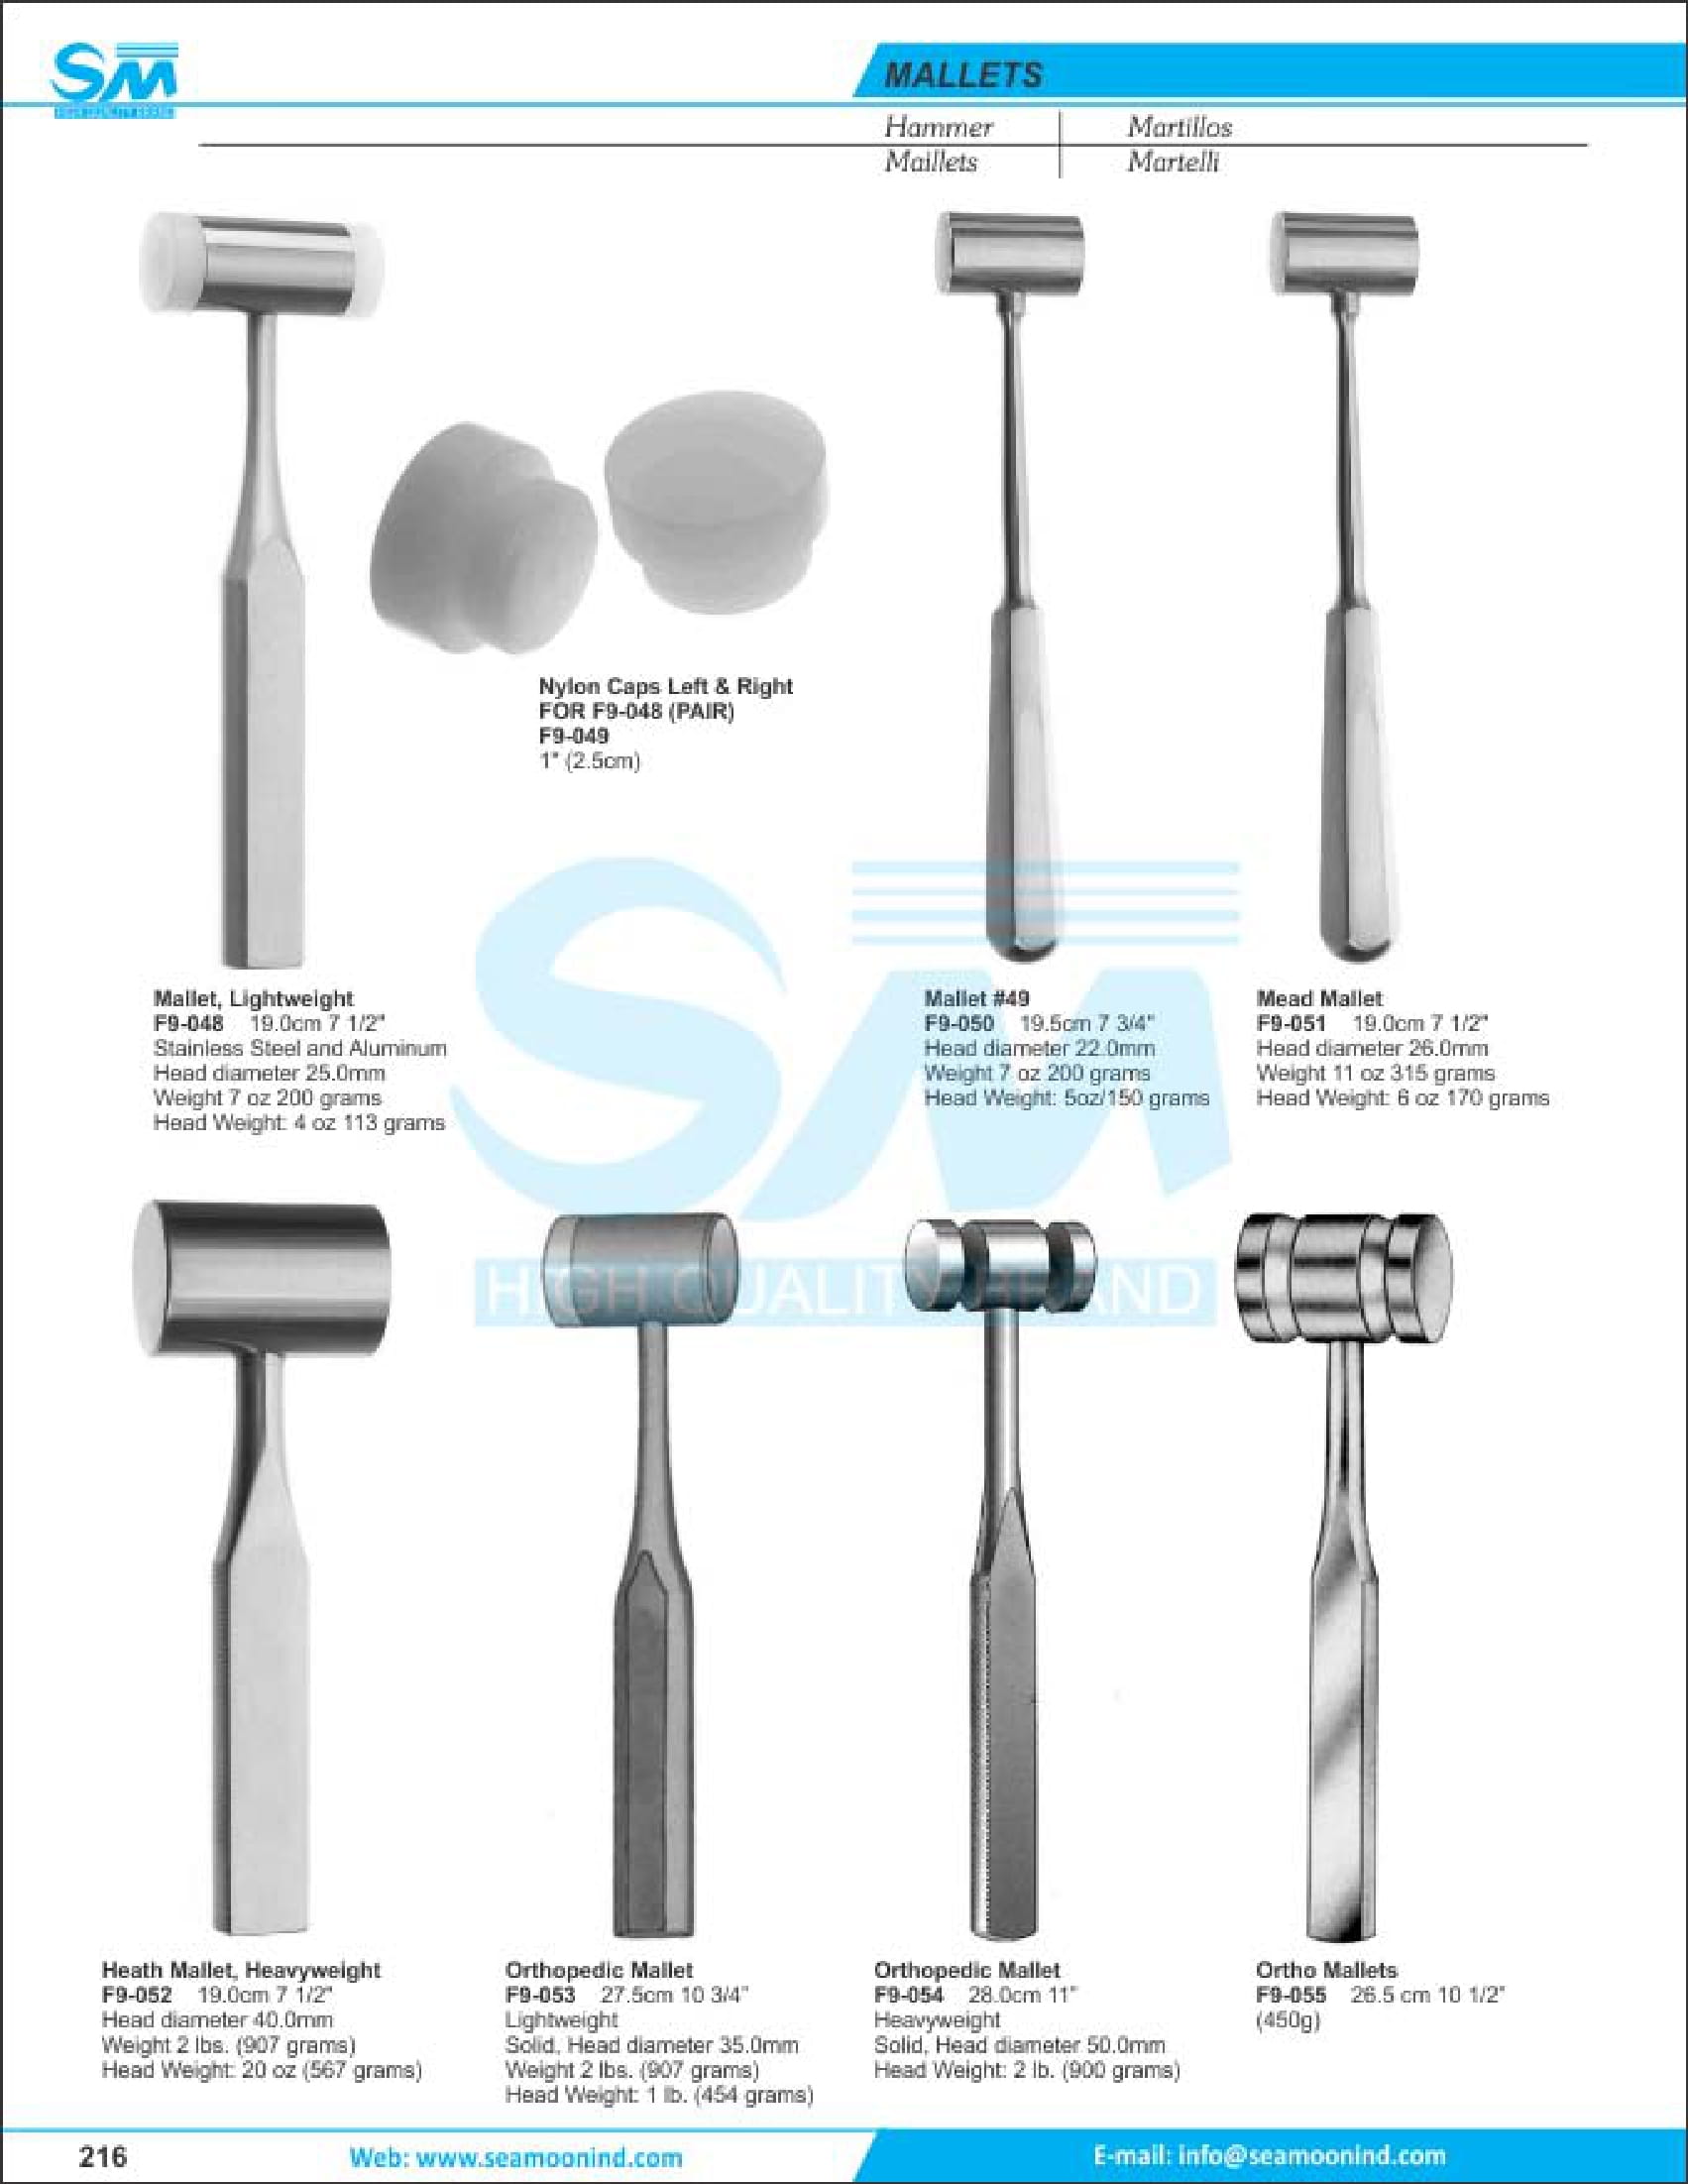 SM
MALLETS
Hammer
Martillos
Maillets
Martelli
Nylon Caps Left & Right
FOR F9-048 (PAIR)
F9-049
1" (2.5cm)
Mallet, Lightweight
F9-048 19.0cm 7 1/2"
Stainless Steel and Aluminum
Head diameter 25.0mm
Weight 7 oz 200 grams
Head Weight: 4 oz 113 grams
Mallet #49
F9-050 19.5cm 7 3/4"
Head diameter 22.0mm
Weight 7 oz 200 grams
Head Weight: 5oz/150 grams
Mead Mallet
F9-051 19.0cm 7 1/2"
Head diameter 26.0mm
Weight 11 oz 315 grams
Head Weight: 6 oz 170 grams
SM
HIGH QUALITY BRAND
Heath Mallet, Heavyweight
F9-052 19.0cm 7 1/2"
Head diameter 40.0mm
Weight 2 lbs. (907 grams)
Head Weight: 20 oz (567 grams)
Orthopedic Mallet
F9-053 27.5cm 10 3/4"
Lightweight
Solid, Head diameter 35.0mm
Weight 2 lbs. (907 grams)
Head Weight: 1 lb. (454 grams)
Orthopedic Mallet
F9-054 28.0cm 11"
Heavyweight
Solid, Head diameter 50.0mm
Head Weight: 2 lb. (900 grams)
Ortho Mallets
F9-055 26.5 cm 10 1/2"
(450g)
216
Web: www.seamoonind.com
E-mail: info@seamoonind.com